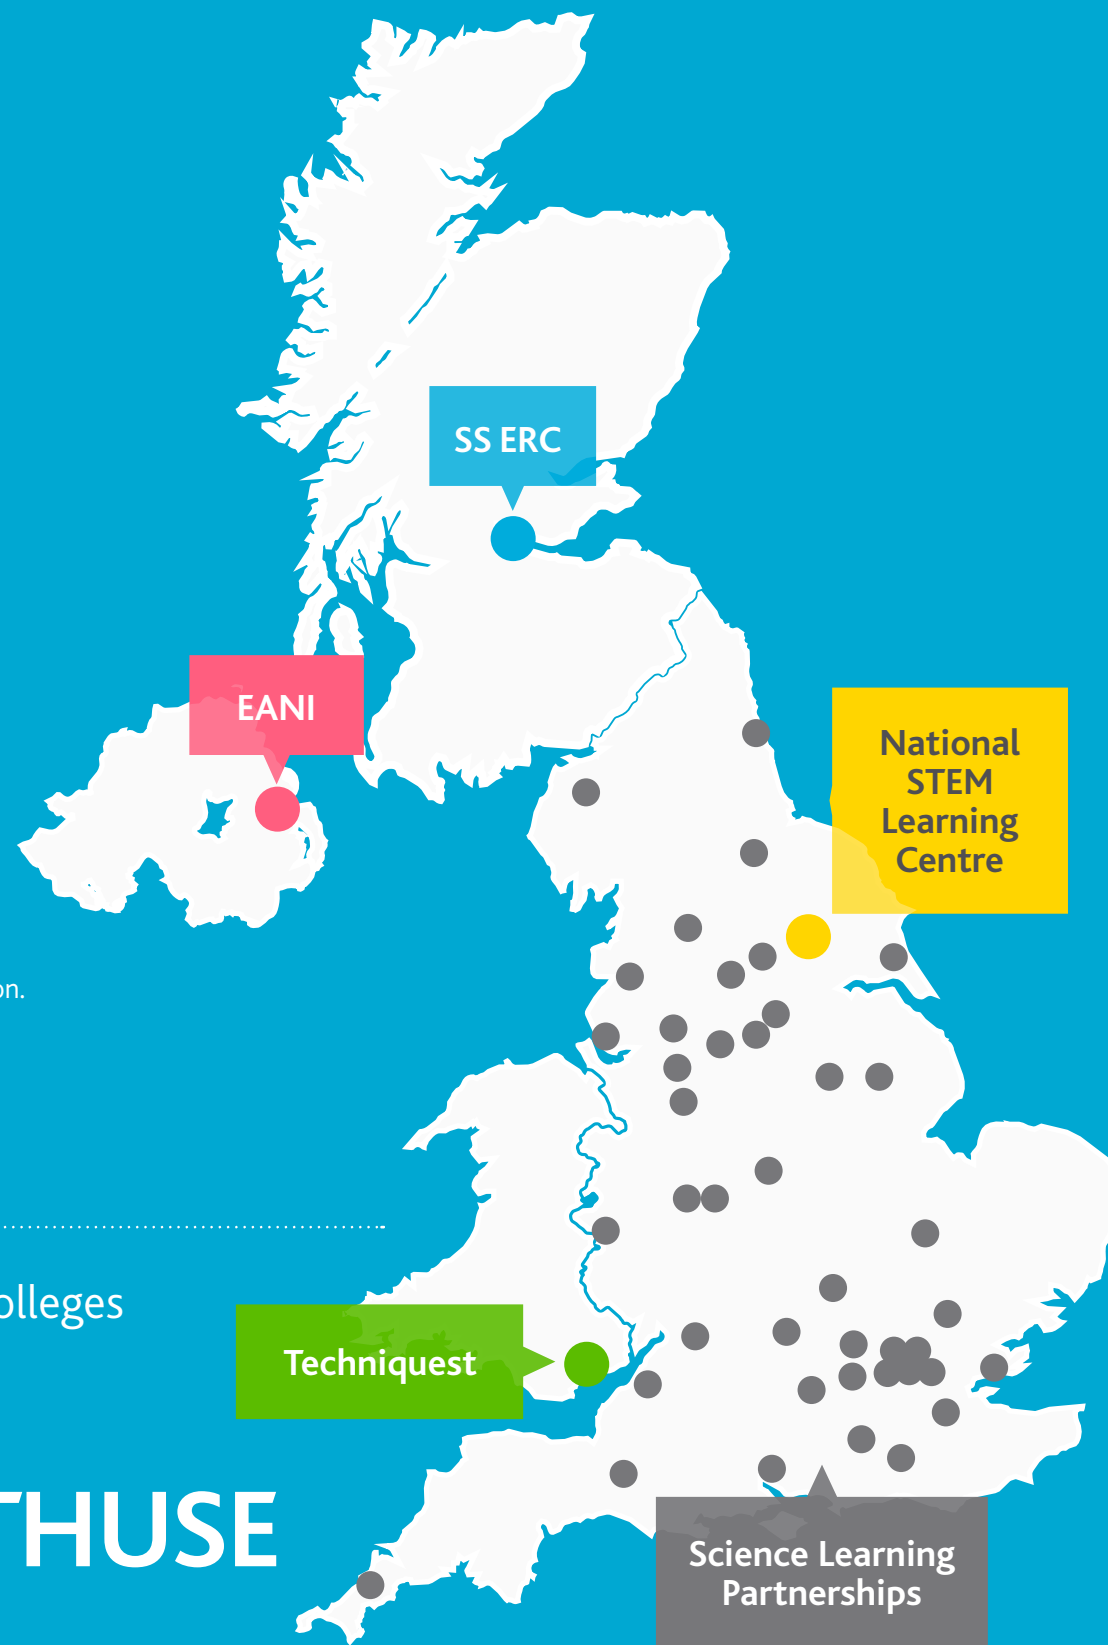 SS ERC
EANI
National
STEM
Learning
Centre
on.
olleges
Techniquest
THUSE
Science Learning
Partnerships